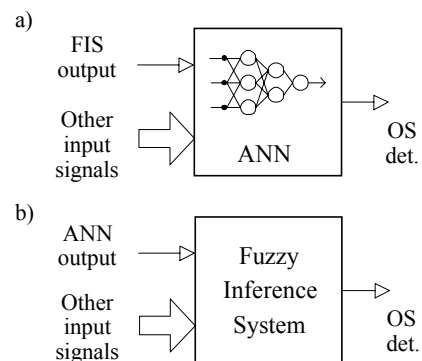 a)
FIS
output
Other
input
signals
ANN
OS
det.
b)
ANN
output
Other
input
signals
Fuzzy
Inference
System
OS
det.